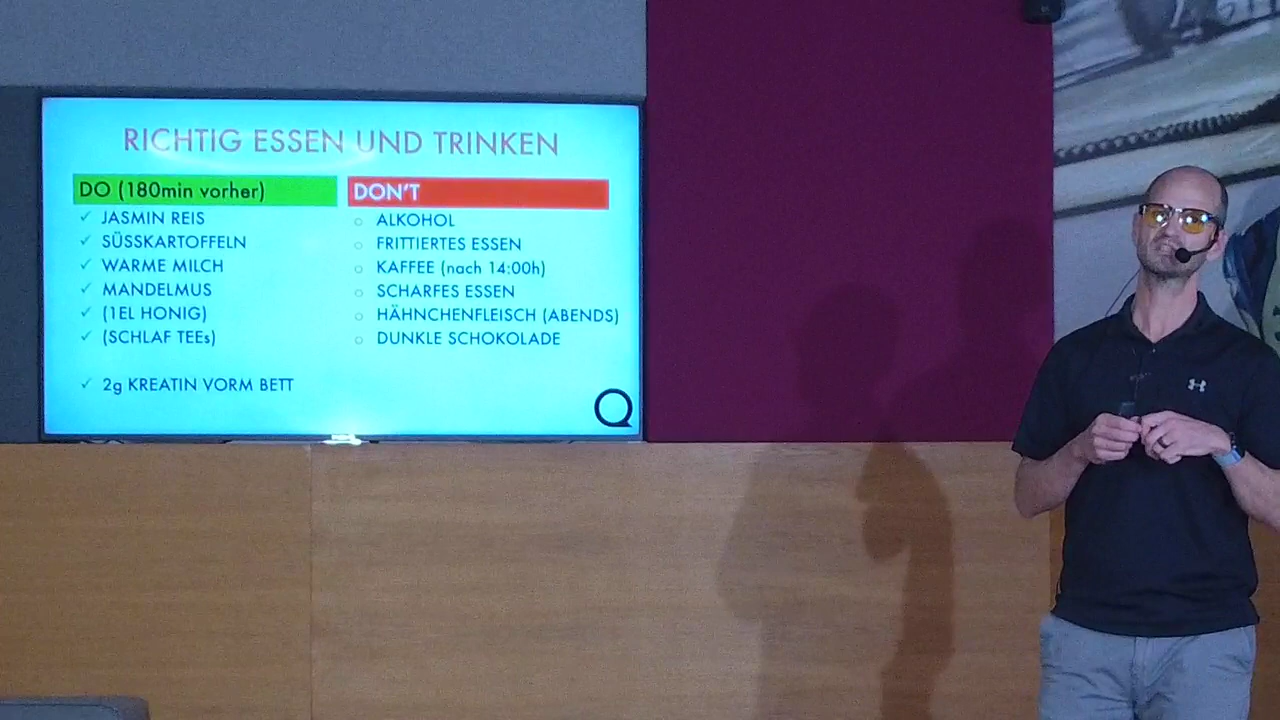 RICHTIG ESSEN UND TRINKEN
DO (180min vorher)
JASMIN REIS
SÜSSKARTOFFELN
WARME MILCH
MANDELMUS
(1EL HONIG)
(SCHLAF TEEs)
2g KREATIN VORM BETT
DON'T
ALKOHOL
FRITTIERTES ESSEN
KAFFEE (nach 14:00h)
SCHARFES ESSEN
HÄHNCHENFLEISCH (ABENDS)
DUNKLE SCHOKOLADE